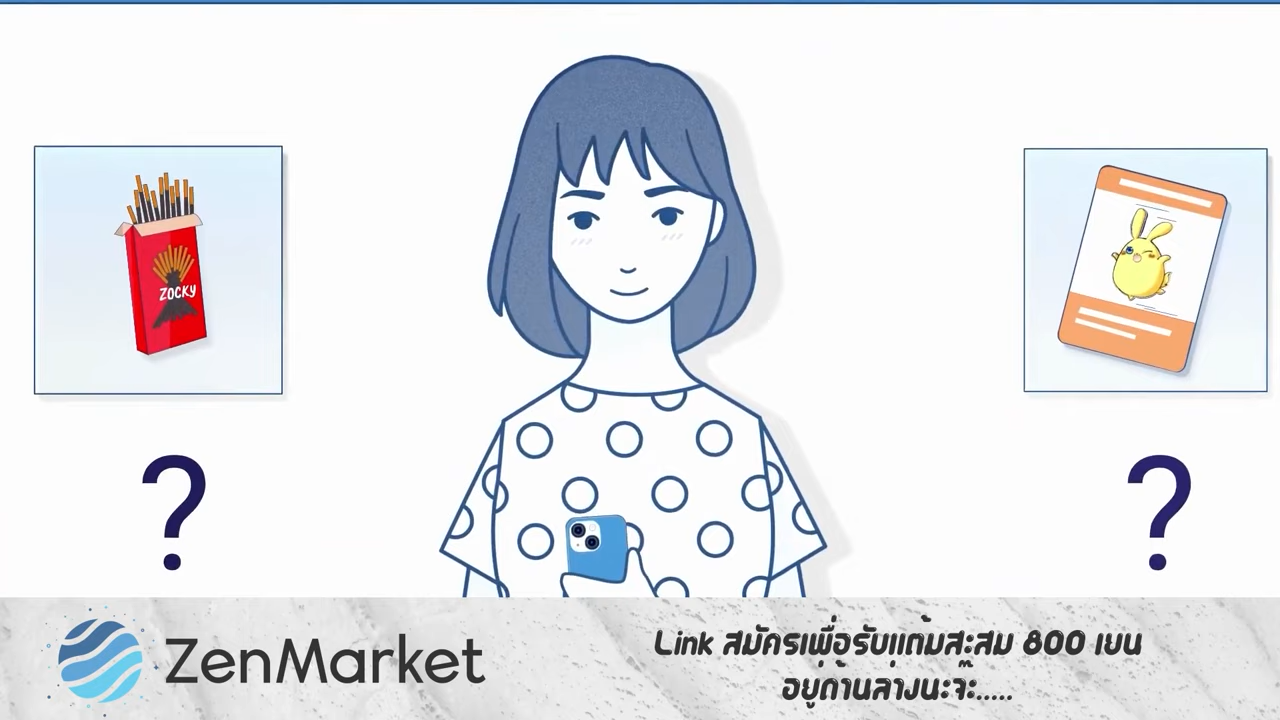 ZOCKY
?
?
ZenMarket
Link สมัครเพื่อรับแต้มสะสม 800 เยน
อยู่ด้านล่างนะจ๊ะ.....